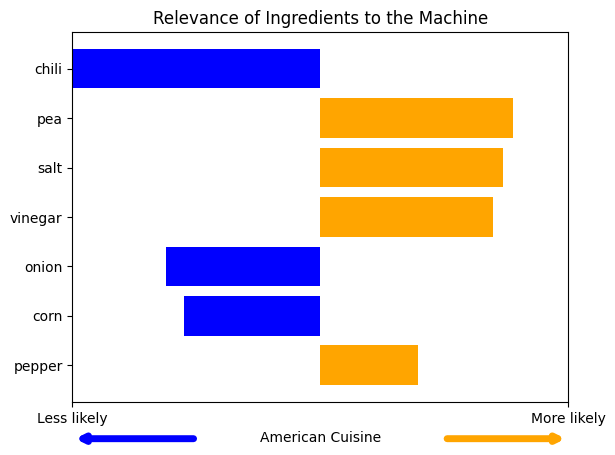 Relevance of Ingredients to the Machine
chili
pea
salt
vinegar
onion
corn
pepper
Less likely
More likely
American Cuisine